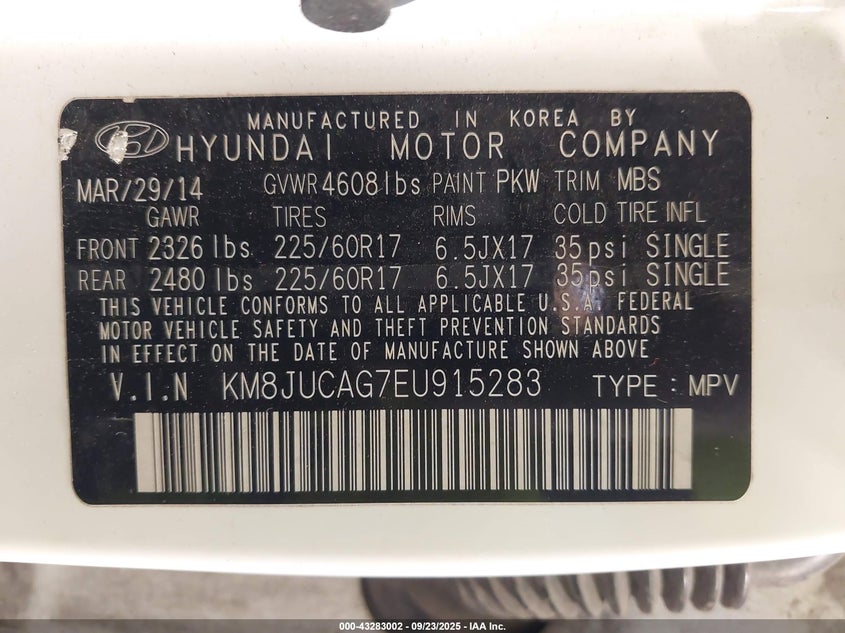 MANUFACTURED IN KOREA BY
HYUNDAI MOTOR COMPANY
MAR/29/14 GVWR 4608lbs PAINT PKW TRIM MBS
GAWR TIRES RIMS COLD TIRE INFL
FRONT 2326 lbs 225/60R17 6.5JX17 35psi SINGLE
REAR 2480 lbs 225/60R17 6.5JX17 35psi SINGLE
THIS VEHICLE CONFORMS TO ALL APPLICABLE U.S.A. FEDERAL
MOTOR VEHICLE SAFETY AND THEFT PREVENTION STANDARDS
IN EFFECT ON THE DATE OF MANUFACTURE SHOWN ABOVE
V.I.N KM8JUCAG7EU915283 TYPE : MPV
000-43283002 - 09/23/2025 - IAA Inc.